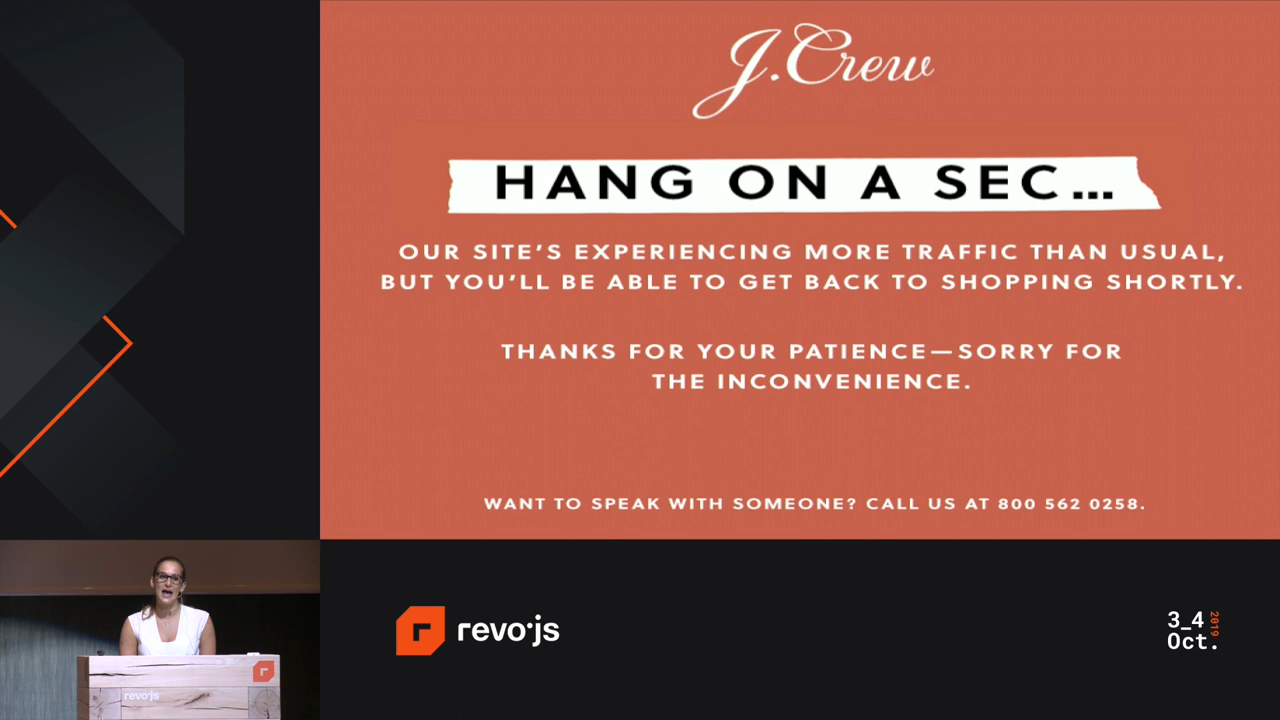 J.Crew
HANG ON A SEC...
OUR SITE'S EXPERIENCING MORE TRAFFIC THAN USUAL,
BUT YOU'LL BE ABLE TO GET BACK TO SHOPPING SHORTLY.
THANKS FOR YOUR PATIENCE—SORRY FOR
THE INCONVENIENCE.
WANT TO SPEAK WITH SOMEONE? CALL US AT 800 562 0258.
r revo·js
3_4 2019
Oct.
r
revo·js